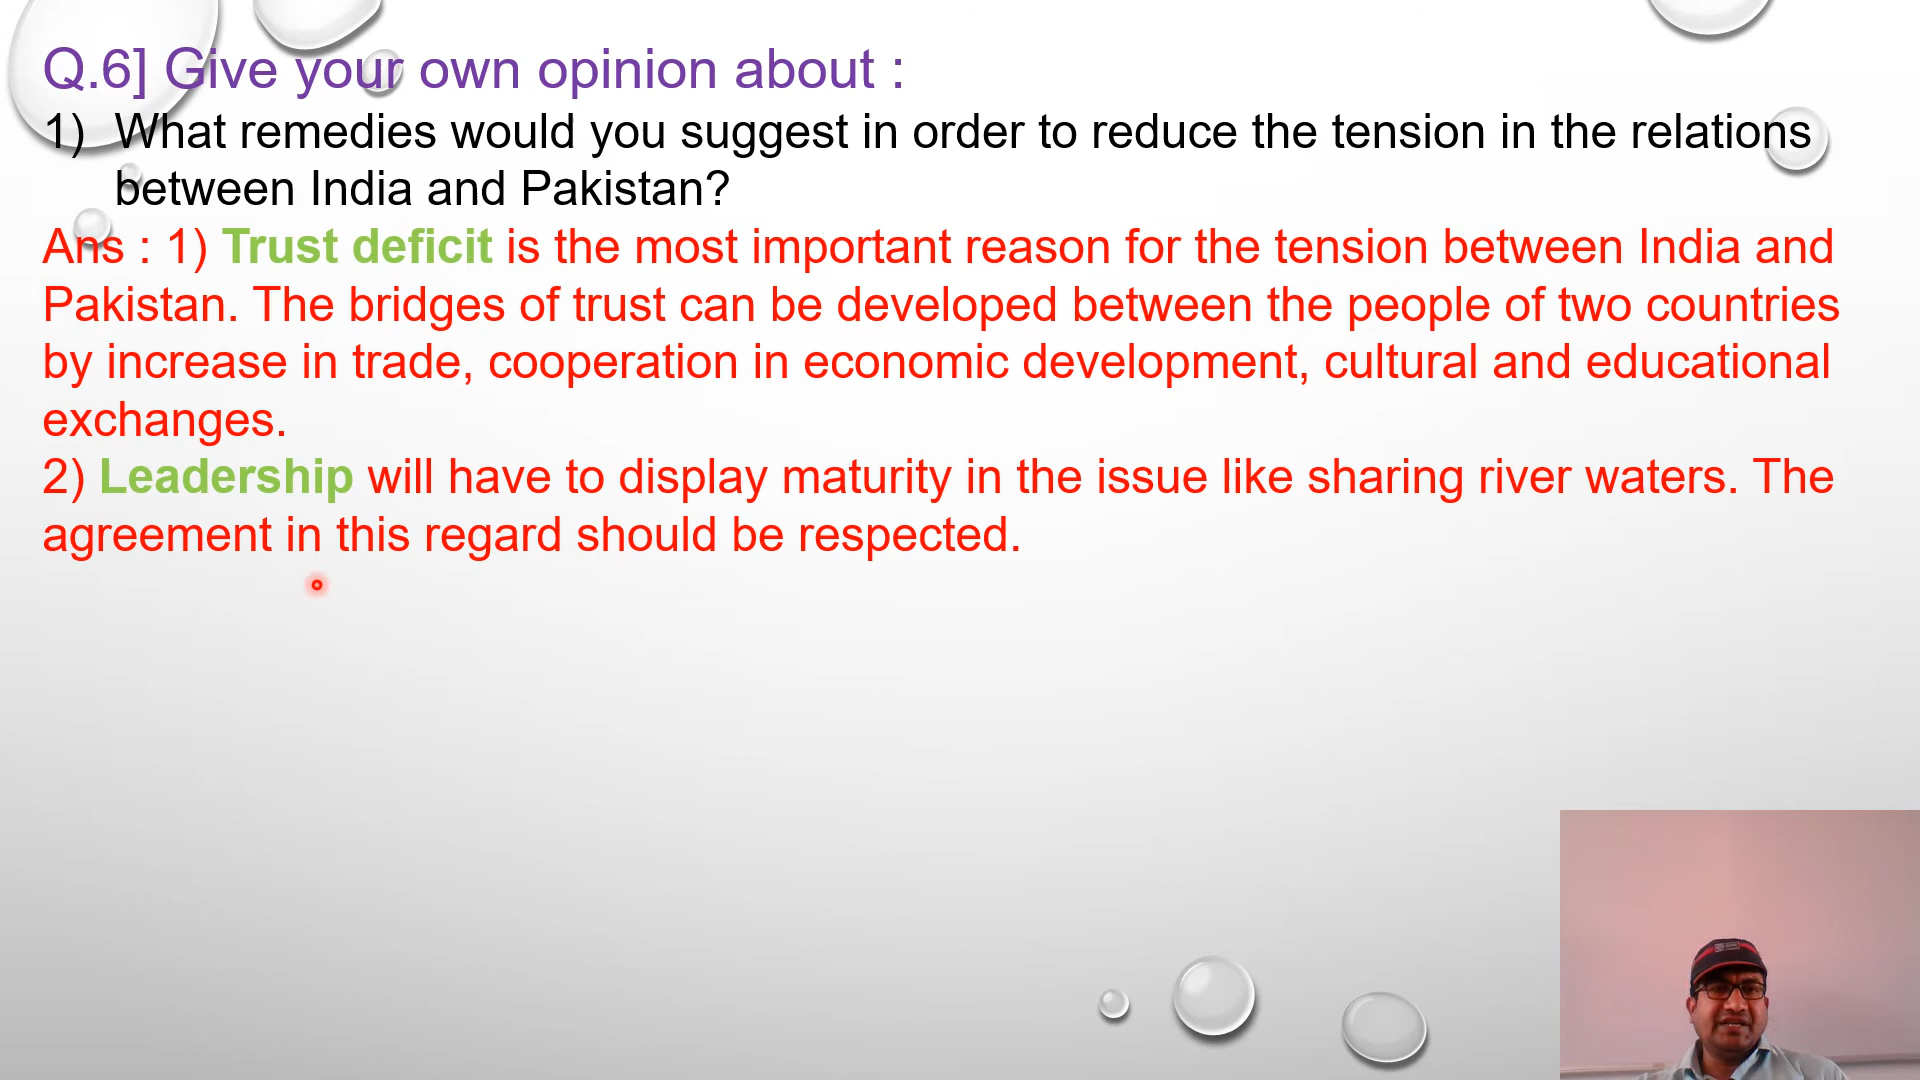 Q.6] Give your own opinion about :
1) What remedies would you suggest in order to reduce the tension in the relations
between India and Pakistan?
Ans : 1) Trust deficit is the most important reason for the tension between India and
Pakistan. The bridges of trust can be developed between the people of two countries
by increase in trade, cooperation in economic development, cultural and educational
exchanges.
2) Leadership will have to display maturity in the issue like sharing river waters. The
agreement in this regard should be respected.